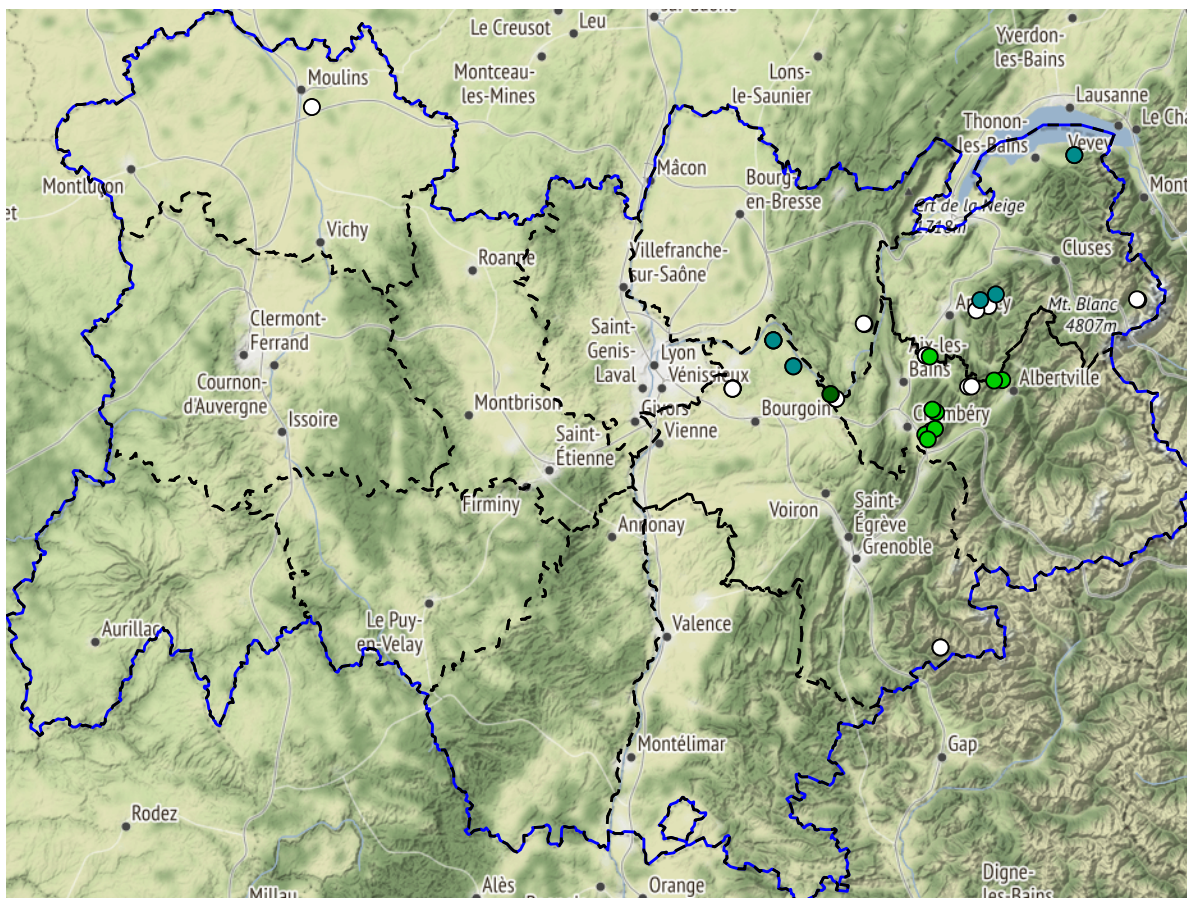 Le Creusot
Leu
Yverdon-
les-Bains
Moulins
Montceau-
les-Mines
Lons-
le-Saunier
Lausanne
Thonon-
les-Bains
Vevey
Montluçon
Mâcon
Bourg-
en-Bresse
Mont
et
Crt de la Neige
1718m
Vichy
Roanne
Villefranche-
sur-Saône
Cluses
Mt. Blanc
4807m
Clermont-
Ferrand
Saint-
Genis-
Laval
Lyon
Vénissieux
Aix-les-
Bains
Albertville
Cournon-
d'Auvergne
Issoire
Montbrison
Givors
Bourgoin
Chambéry
Vienne
Saint-
Étienne
Firminy
Annonay
Voiron
Saint-
Égrève
Grenoble
Le Puy-
en-Velay
Aurillac
Valence
Montélimar
Gap
Rodez
Millau
Alès
Orange
Digne-
les-Bains